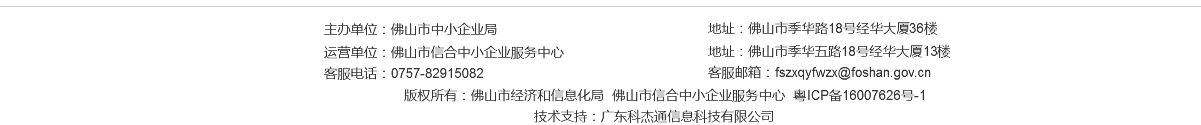 主办单位：佛山市中小企业局 地址：佛山市季华路18号经华大厦36楼
运营单位：佛山市信合中小企业服务中心 地址：佛山市季华五路18号经华大厦13楼
客服电话：0757-82915082 客服邮箱：fszxqyfwzx@foshan.gov.cn
版权所有：佛山市经济和信息化局 佛山市信合中小企业服务中心 粤ICP备16007626号-1
技术支持：广东科杰通信息科技有限公司